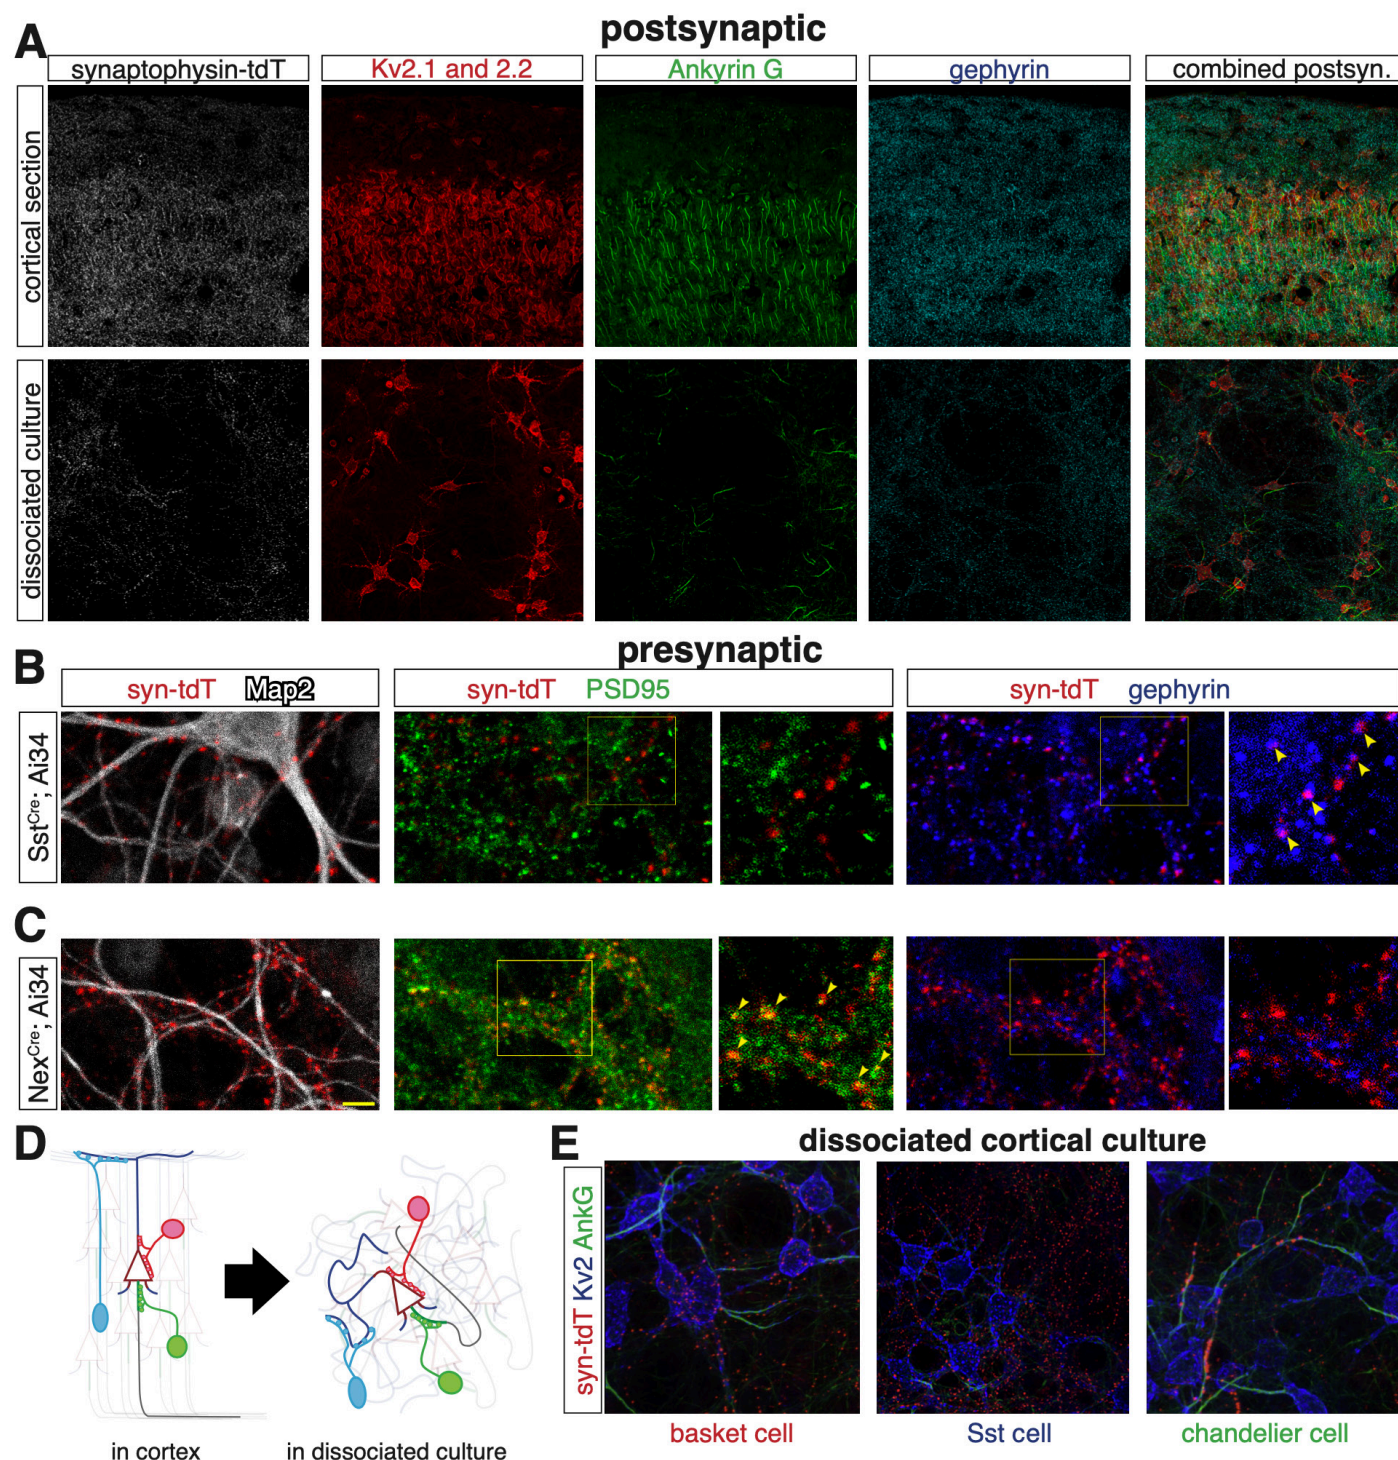 A
postsynaptic
synaptophysin-tdT
Kv2.1 and 2.2
Ankyrin G
gephyrin
combined postsyn.
cortical section
dissociated culture
presynaptic
B
syn-tdT Map2
syn-tdT PSD95
syn-tdT gephyrin
SstCre; Ai34
C
NexCre; Ai34
D
in cortex
in dissociated culture
E
dissociated cortical culture
syn-tdT Kv2 AnkG
basket cell
Sst cell
chandelier cell